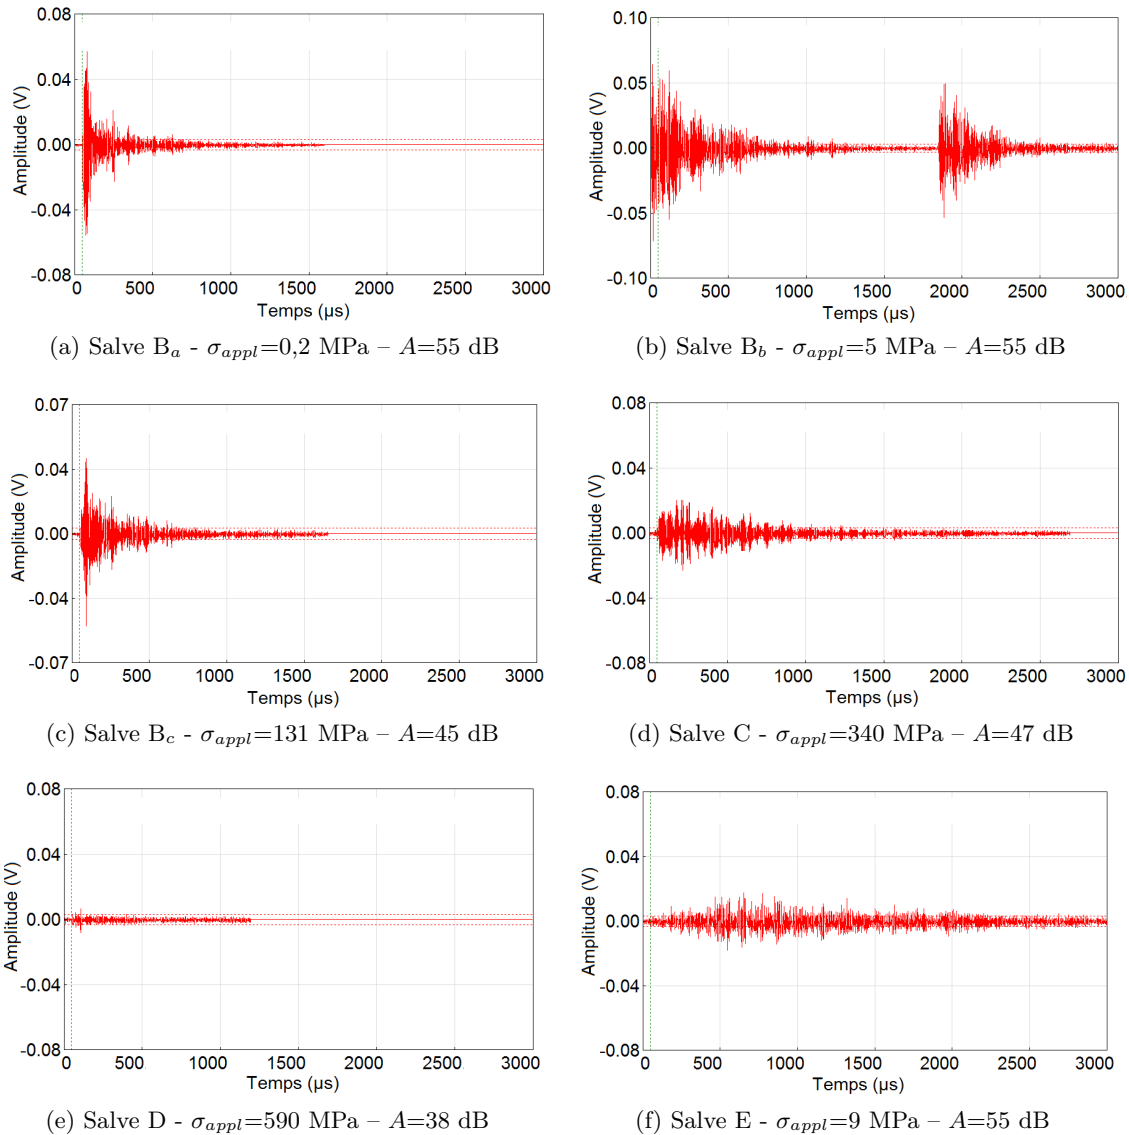 0.08
0.04
0.00
-0.04
-0.08
Amplitude (V)
0 500 1000 1500 2000 2500 3000
Temps (µs)
(a) Salve Ba - σappl=0,2 MPa – A=55 dB
0.10
0.05
0.00
-0.05
-0.10
Amplitude (V)
0 500 1000 1500 2000 2500 3000
Temps (µs)
(b) Salve Bb - σappl=5 MPa – A=55 dB
0.07
0.04
0.00
-0.04
-0.07
Amplitude (V)
0 500 1000 1500 2000 2500 3000
Temps (µs)
(c) Salve Bc - σappl=131 MPa – A=45 dB
0.08
0.04
0.00
-0.04
-0.08
Amplitude (V)
0 500 1000 1500 2000 2500 3000
Temps (µs)
(d) Salve C - σappl=340 MPa – A=47 dB
0.08
0.04
0.00
-0.04
-0.08
Amplitude (V)
0 500 1000 1500 2000 2500 3000
Temps (µs)
(e) Salve D - σappl=590 MPa – A=38 dB
0.08
0.04
0.00
-0.04
-0.08
Amplitude (V)
0 500 1000 1500 2000 2500 3000
Temps (µs)
(f) Salve E - σappl=9 MPa – A=55 dB